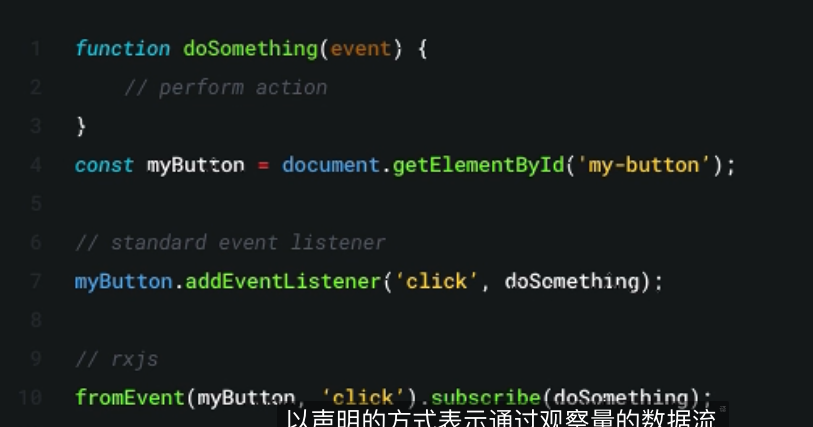 1 function doSomething(event) {
2 // perform action
3 }
4 const myButton = document.getElementById('my-button’);
5
6 // standard event listener
7 myButton.addEventListener(‘click’, doSomething);
8
9 // rxjs
10 fromEvent(myButton, ‘click’).subscribe(doSomething);
以声明的方式表示通过观察量的数据流